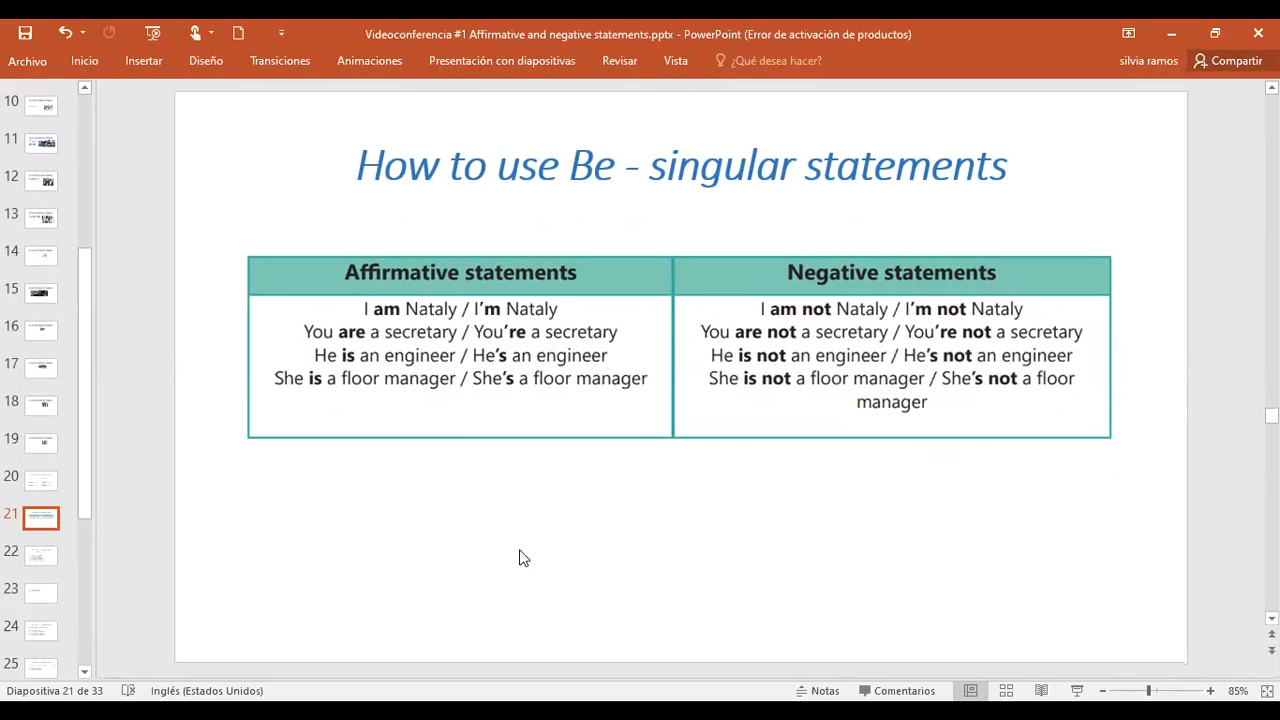 Videoconferencia #1 Affirmative and negative statements.pptx - PowerPoint (Error de activación de productos)
Archivo Inicio Insertar Diseño Transiciones Animaciones Presentación con diapositivas Revisar Vista ¿Qué desea hacer? silvia ramos Compartir
10
11
12
13
14
15
16
17
18
19
20
21
22
23
24
25
How to use Be - singular statements
Affirmative statements
I am Nataly / I'm Nataly
You are a secretary / You're a secretary
He is an engineer / He's an engineer
She is a floor manager / She's a floor manager
Negative statements
I am not Nataly / I'm not Nataly
You are not a secretary / You're not a secretary
He is not an engineer / He's not an engineer
She is not a floor manager / She's not a floor
manager
Diapositiva 21 de 33 Inglés (Estados Unidos) Notas Comentarios 85%